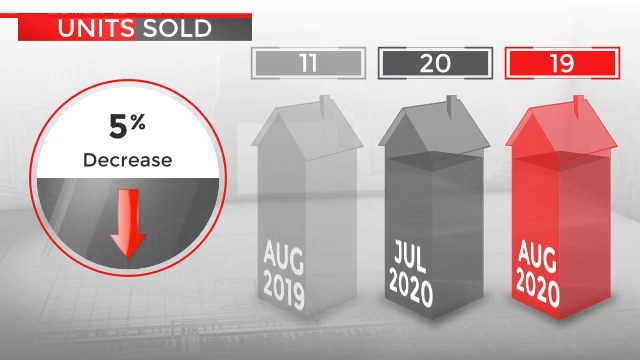 UNITS SOLD
11
20
19
5%
Decrease
AUG
2019
JUL
2020
AUG
2020